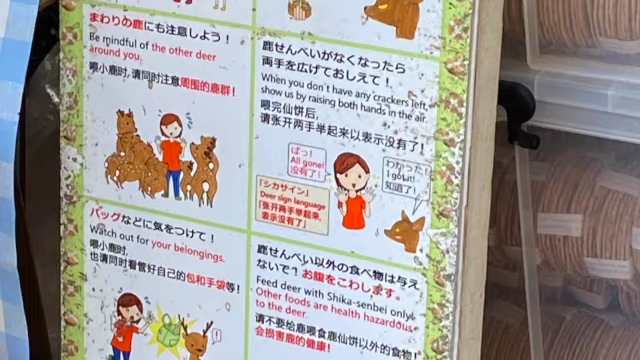 まわりの鹿にも注意しよう！
Be mindful of the other deer
around you.
喂小鹿时,请同时注意周围的鹿群!
鹿せんべいがなくなったら
両手を広げておしえて！
When you don't have any crackers left,
show us by raising both hands in the air.
喂完仙饼后,
请张开两手举起来以表示没有了!
ぱっ!
All gone!
没有了!
わかった!
I got it!
知道了!
「シカサイン」
Deer sign language
「张开两手举起来,
表示没有了」
バッグなどに気をつけて！
Watch out for your belongings.
喂小鹿时,
也请同时看管好自己的包和手袋等!
!
鹿せんべい以外の食べ物は与え
ないで？お腹をこわします。
Feed deer with Shika-senbei only!
Other foods are health hazardous
to the deer.
请不要给鹿喂食鹿仙饼以外的食物!
会损害鹿的健康!